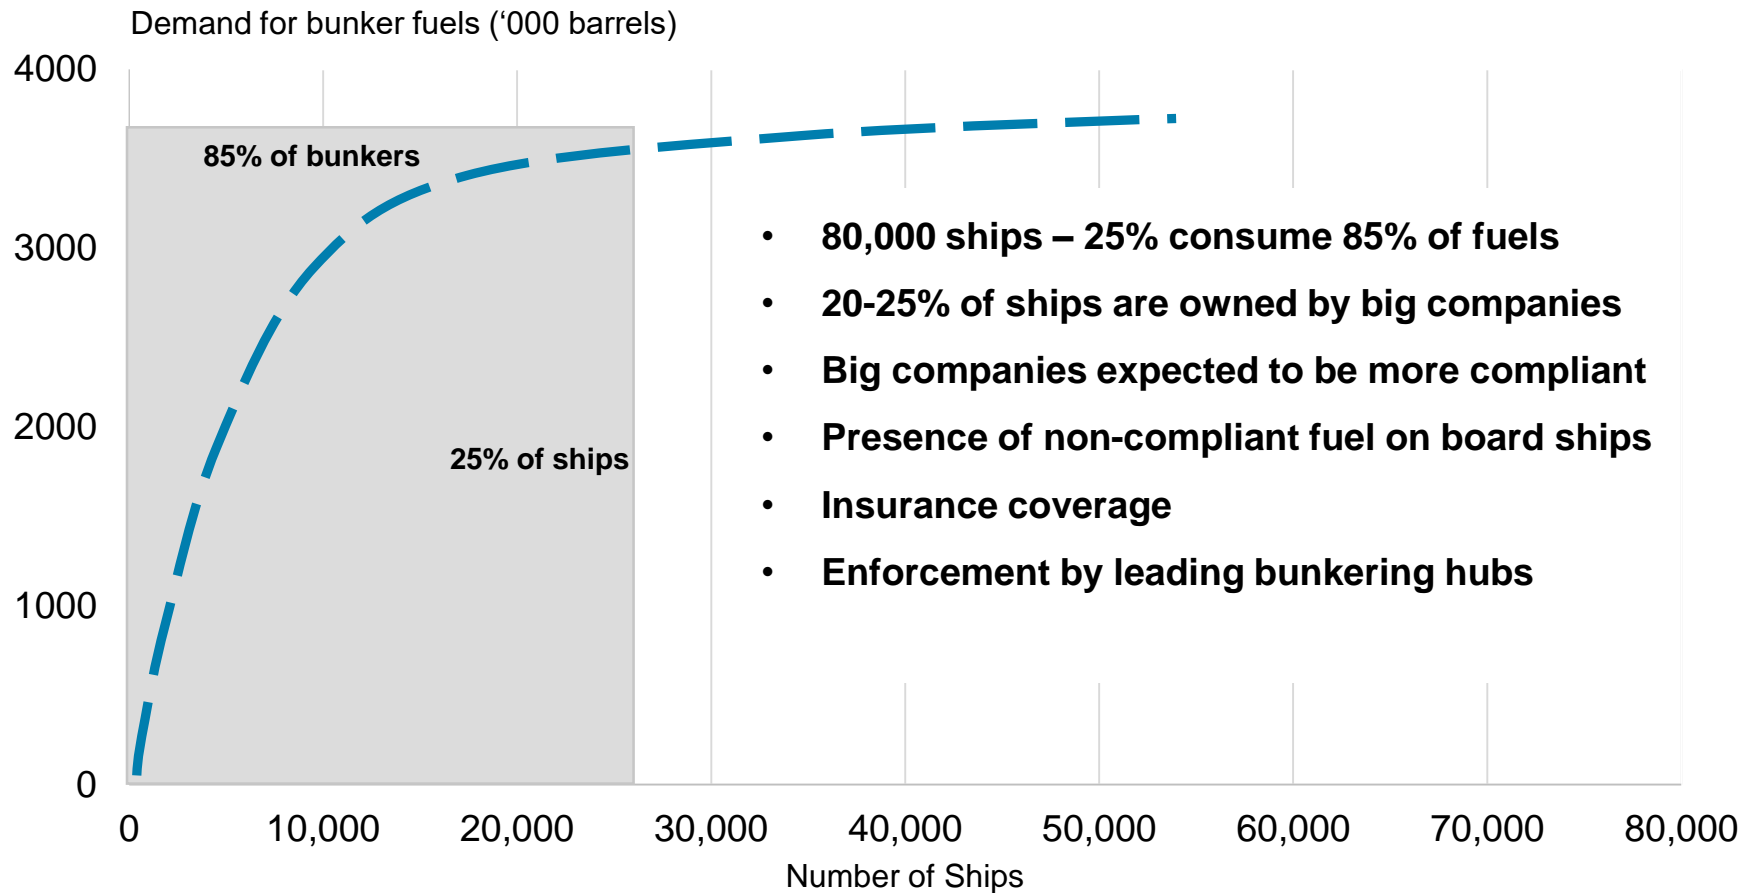 Demand for bunker fuels (‘000 barrels)
4000
3000
2000
1000
0
85% of bunkers
25% of ships
• 80,000 ships – 25% consume 85% of fuels
• 20-25% of ships are owned by big companies
• Big companies expected to be more compliant
• Presence of non-compliant fuel on board ships
• Insurance coverage
• Enforcement by leading bunkering hubs
0 10,000 20,000 30,000 40,000 50,000 60,000 70,000 80,000
Number of Ships